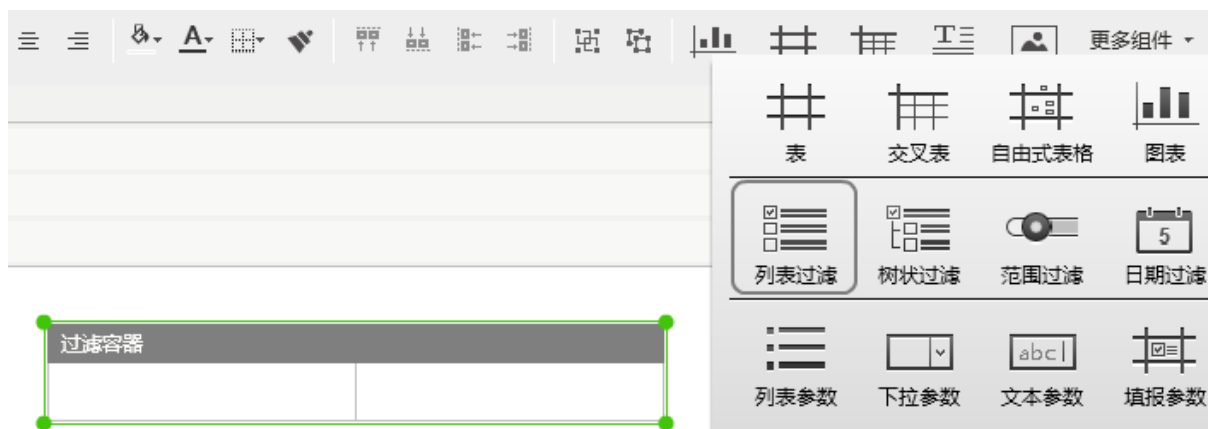 更多组件
表 交叉表 自由式表格 图表
列表过滤 树状过滤 范围过滤 5 日期过滤
过滤容器
abc
列表参数 下拉参数 文本参数 填报参数